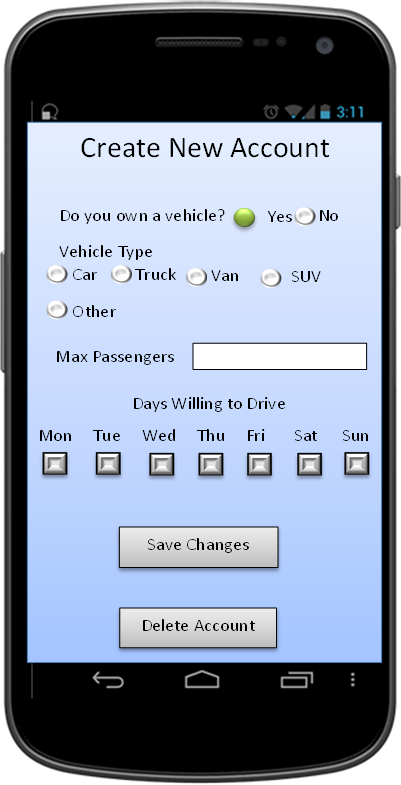 3:11
Create New Account
Do you own a vehicle? Yes No
Vehicle Type
Car Truck Van SUV
Other
Max Passengers
Days Willing to Drive
Mon Tue Wed Thu Fri Sat Sun
Save Changes
Delete Account